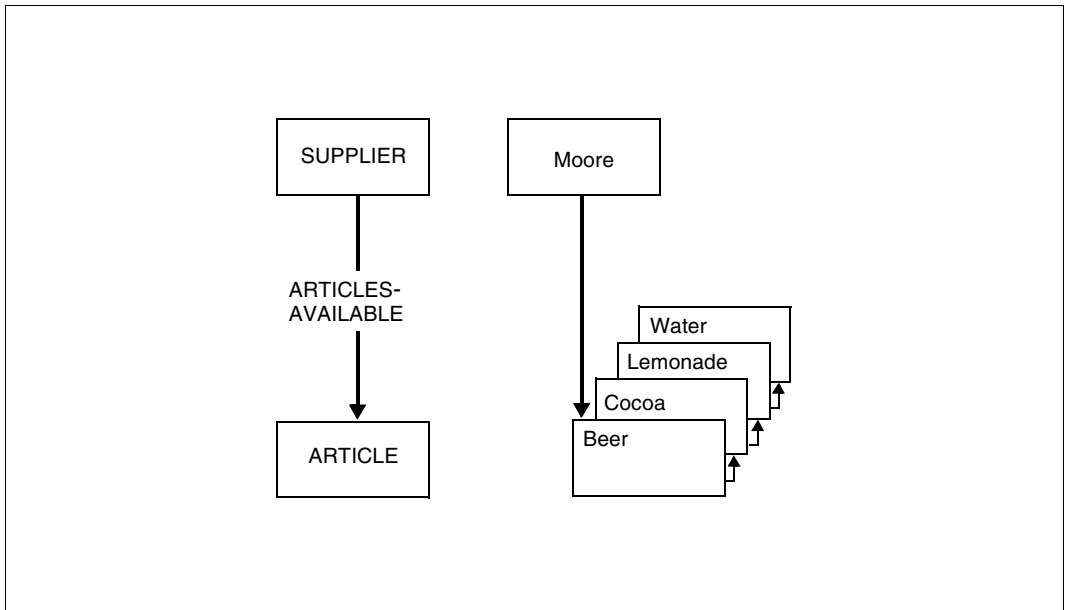 SUPPLIER
Moore
ARTICLES-
AVAILABLE
Water
Lemonade
Cocoa
Beer
ARTICLE